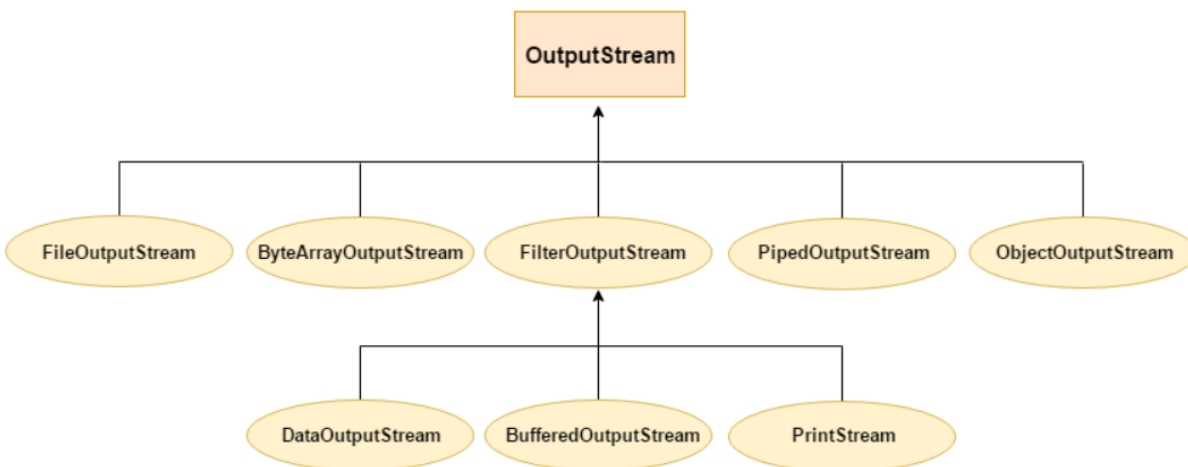 OutputStream
FileOutputStream
ByteArrayOutputStream
FilterOutputStream
PipedOutputStream
ObjectOutputStream
DataOutputStream
BufferedOutputStream
PrintStream